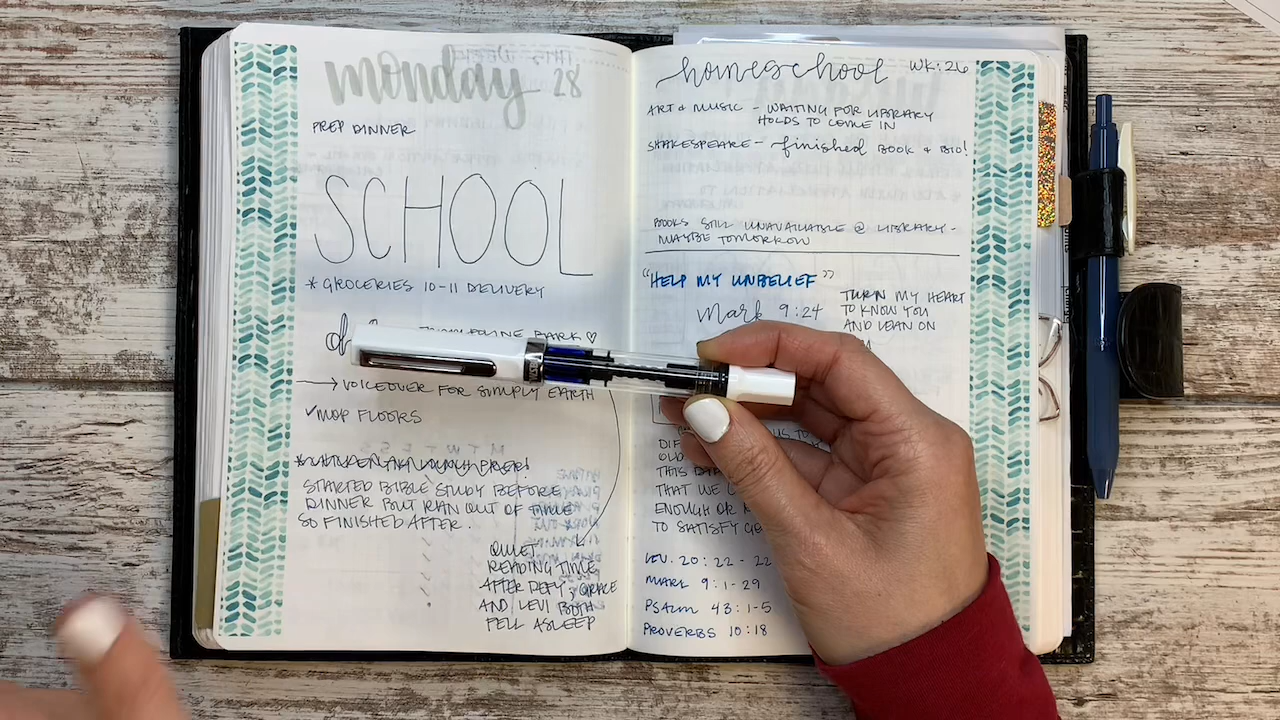 Monday 28
PREP DINNER
SCHOOL
* GROCERIES 10-11 DELIVERY
PARK ♡
→ VOICEOVER FOR SIMPLY EARTH
✓MOP FLOORS
STARTED BIBLE STUDY BEFORE
DINNER BUT RAN OUT OF TIME
SO FINISHED AFTER.
QUIET
READING TIME
AFTER DEFY; GRACE
AND LEVI BOTH
FELL ASLEEP
homeschool WK: 26
ART & MUSIC - WAITING FOR LIBRARY
HOLDS TO COME IN
SHAKESPEARE - finished BOOK & BIO!
BOOKS STILL UNAVAILABLE @ LIBRARY -
MAYBE TOMORROW
"HELP MY UNBELIEF"
Mark 9:24
TURN MY HEART
TO KNOW YOU
AND LEAN ON
THAT WE
ENOUGH OR
TO SATISFY
LEV. 20:22 - 22
MARK 9:1-29
PSALM 43:1-5
PROVERBS 10:18